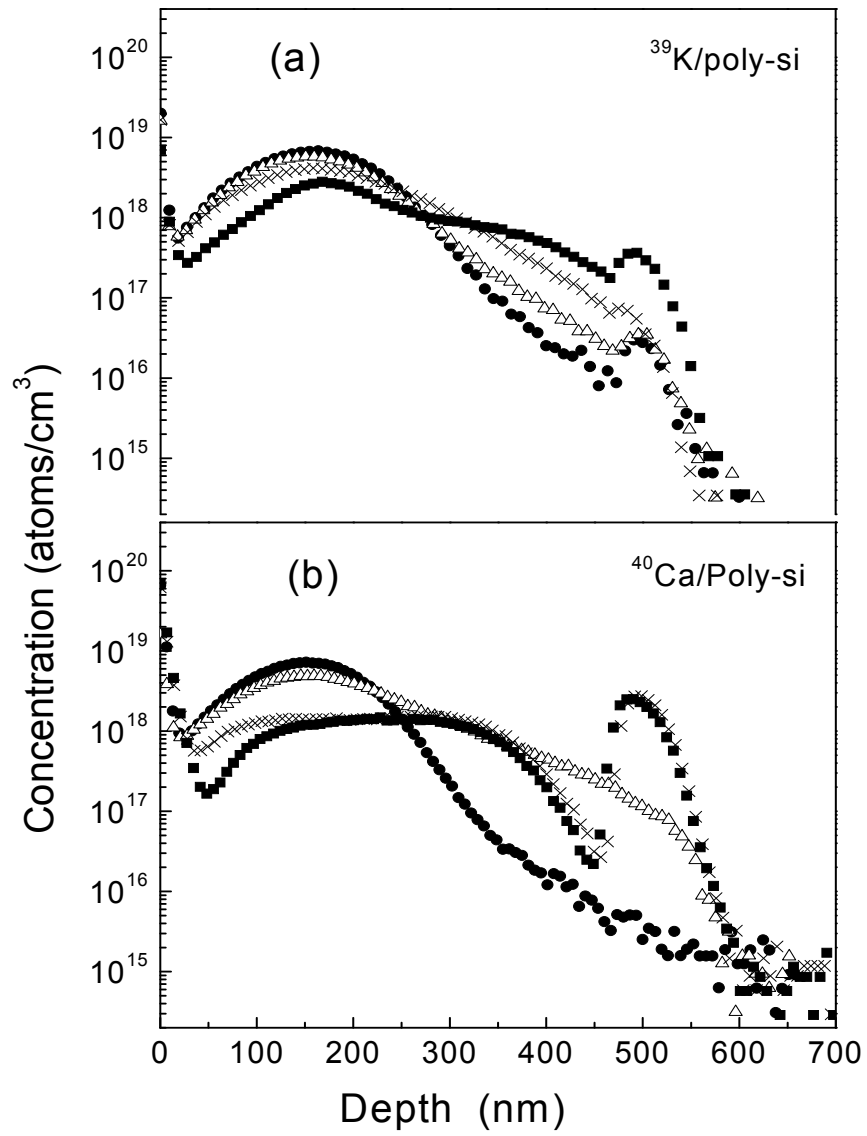 (a)
³⁹K/poly-si
10²⁰
10¹⁹
10¹⁸
10¹⁷
10¹⁶
10¹⁵
Concentration (atoms/cm³)
(b)
⁴⁰Ca/Poly-si
10²⁰
10¹⁹
10¹⁸
10¹⁷
10¹⁶
10¹⁵
0 100 200 300 400 500 600 700
Depth (nm)